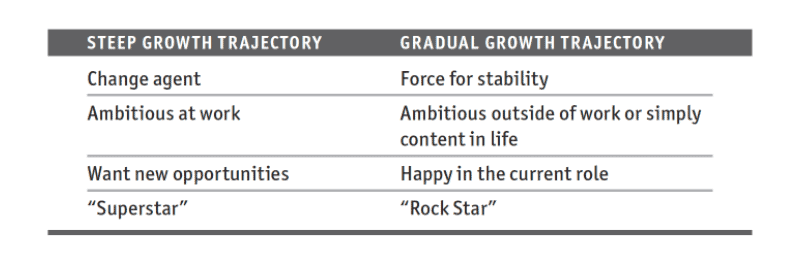 STEEP GROWTH TRAJECTORY GRADUAL GROWTH TRAJECTORY
Change agent Force for stability
Ambitious at work Ambitious outside of work or simply
content in life
Want new opportunities Happy in the current role
“Superstar” “Rock Star”